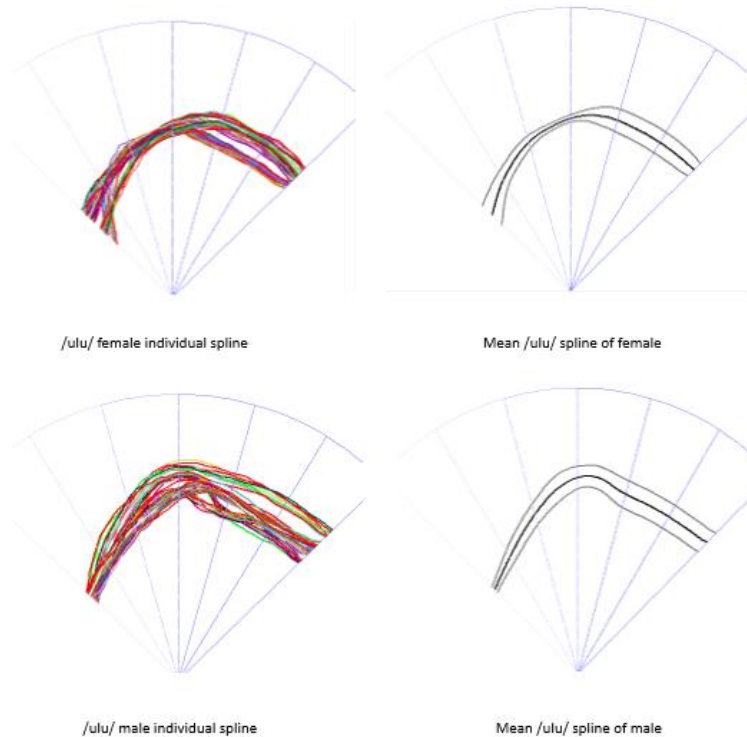 /ulu/ female individual spline
Mean /ulu/ spline of female
/ulu/ male individual spline
Mean /ulu/ spline of male